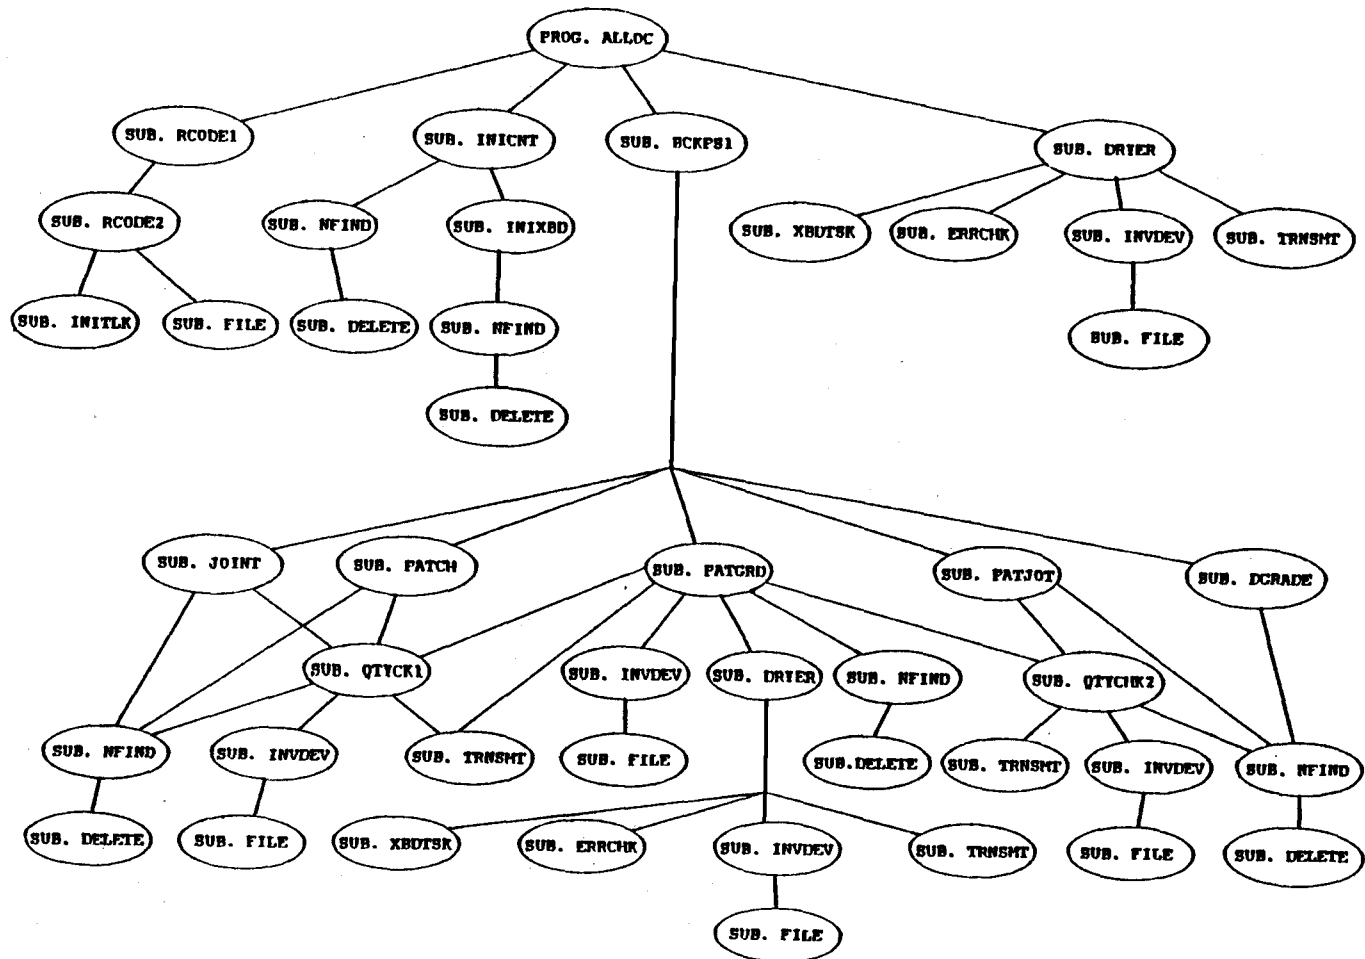 PROG. ALLOC
SUB. RCODE1
SUB. INICNT
SUB. BCKPS1
SUB. DRYER
SUB. RCODE2
SUB. NFIND
SUB. INIXBD
SUB. XBDTSK
SUB. ERRCHK
SUB. INVDEV
SUB. TRNSMT
SUB. INITLK
SUB. FILE
SUB. DELETE
SUB. NFIND
SUB. FILE
SUB. DELETE
SUB. JOINT
SUB. PATCH
SUB. PATGRD
SUB. PATJOT
SUB. DGRADE
SUB. QTYCK1
SUB. INVDEV
SUB. DRYER
SUB. NFIND
SUB. QTYCHK2
SUB. NFIND
SUB. INVDEV
SUB. TRNSMT
SUB. FILE
SUB.DELETE
SUB. TRNSMT
SUB. INVDEV
SUB. NFIND
SUB. DELETE
SUB. FILE
SUB. XBDTSK
SUB. ERRCHK
SUB. INVDEV
SUB. TRNSMT
SUB. FILE
SUB. DELETE
SUB. FILE